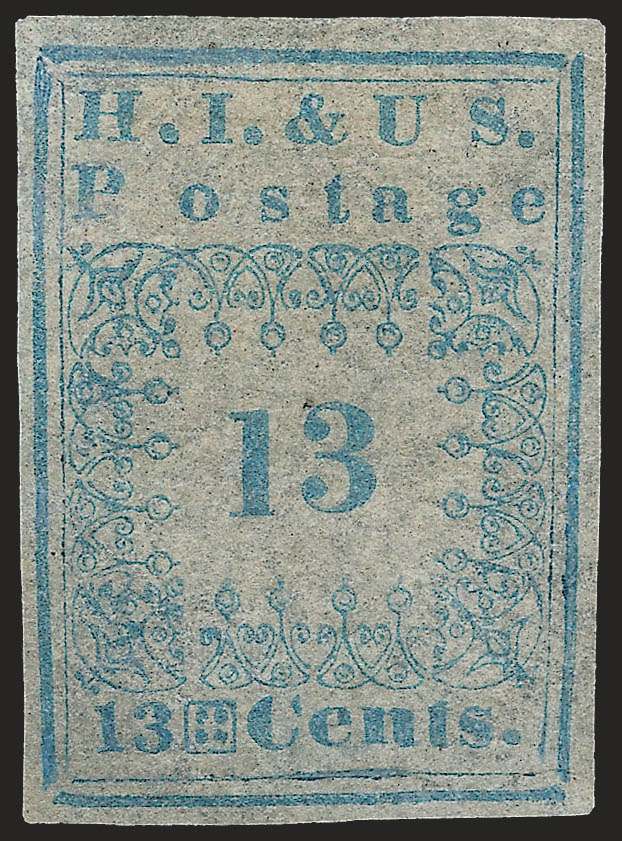 H.I.&U S.
Postage
13
13 Cents.